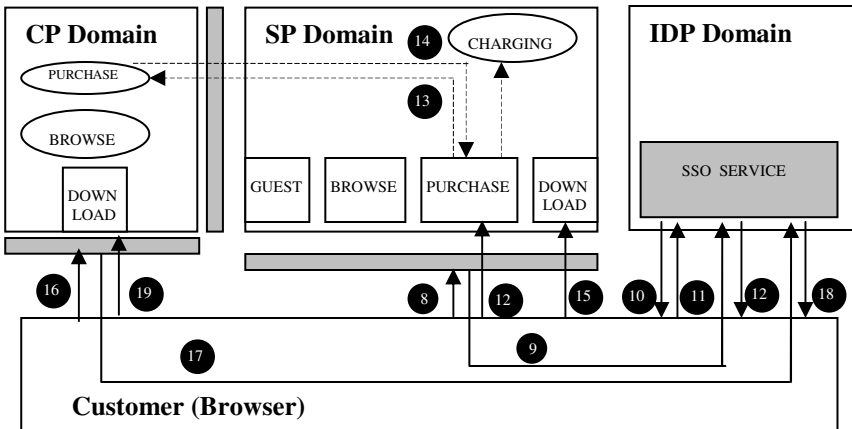 CP Domain
SP Domain
IDP Domain
14
CHARGING
PURCHASE
13
BROWSE
SSO SERVICE
GUEST
BROWSE
PURCHASE
DOWN
LOAD
DOWN
LOAD
16
19
8
12
15
10
11
12
18
17
9
Customer (Browser)